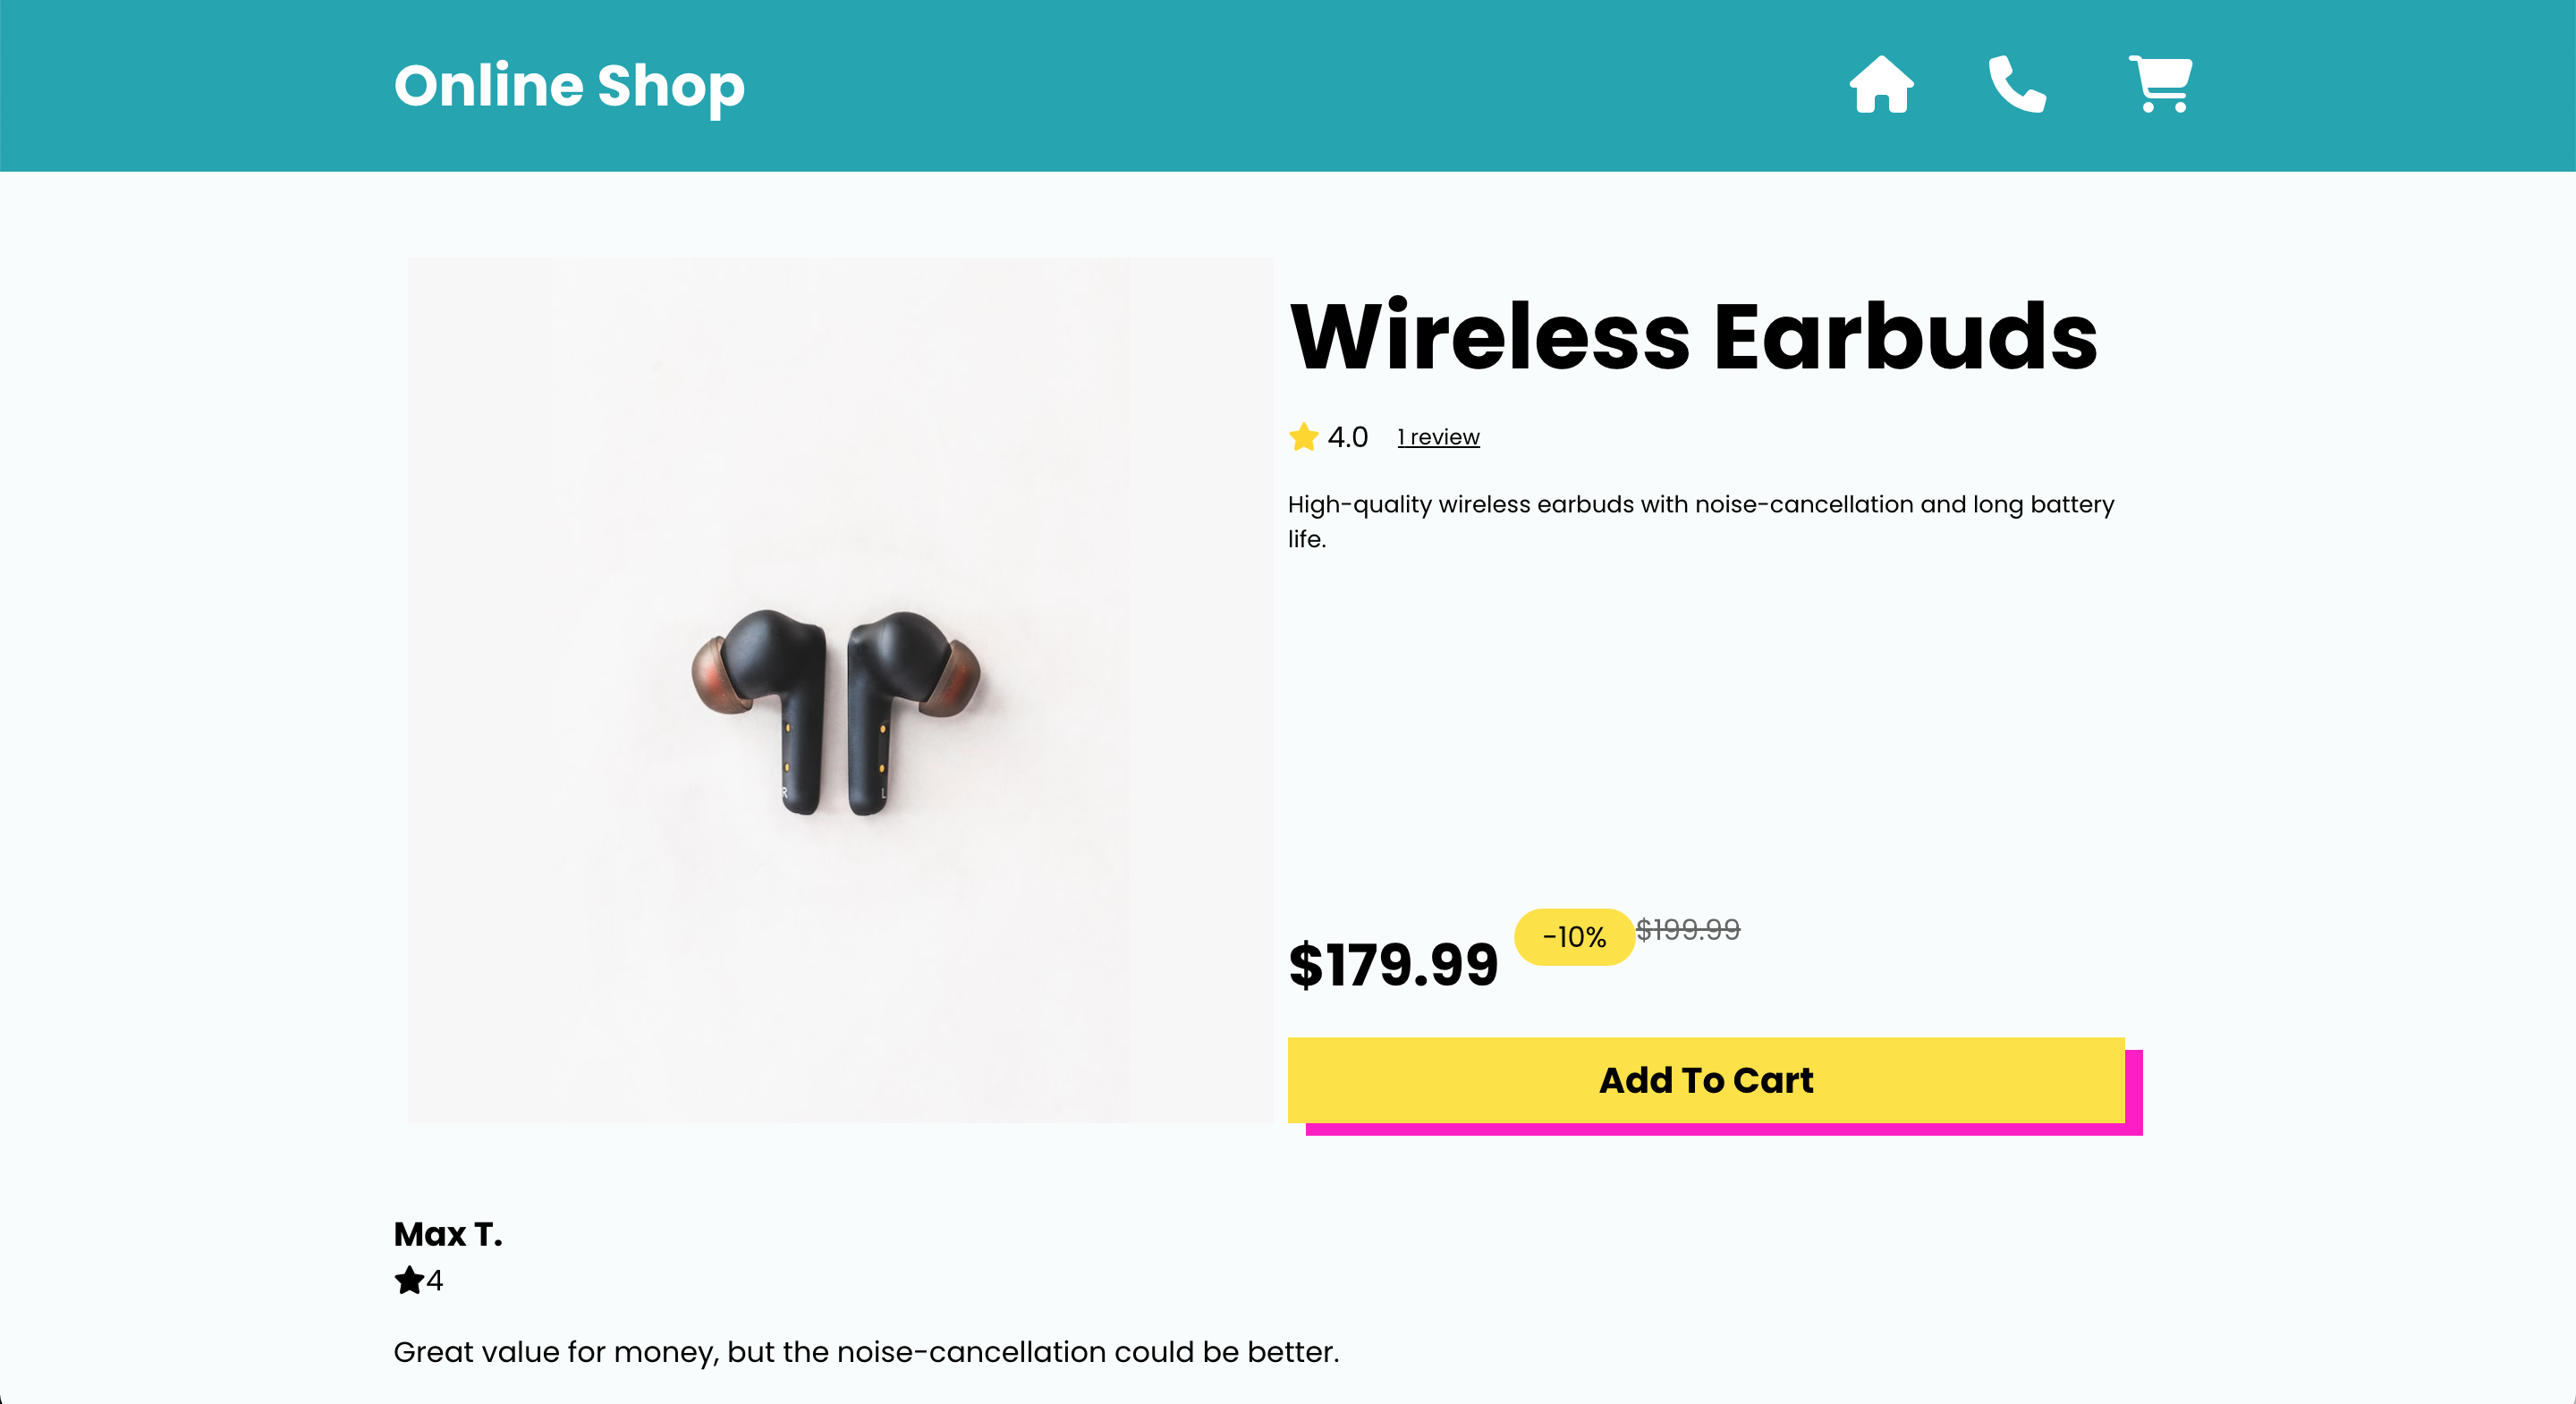 Online Shop
Wireless Earbuds
4.0 1 review
High-quality wireless earbuds with noise-cancellation and long battery
life.
R L
$179.99 -10% $199.99
Add To Cart
Max T.
4
Great value for money, but the noise-cancellation could be better.